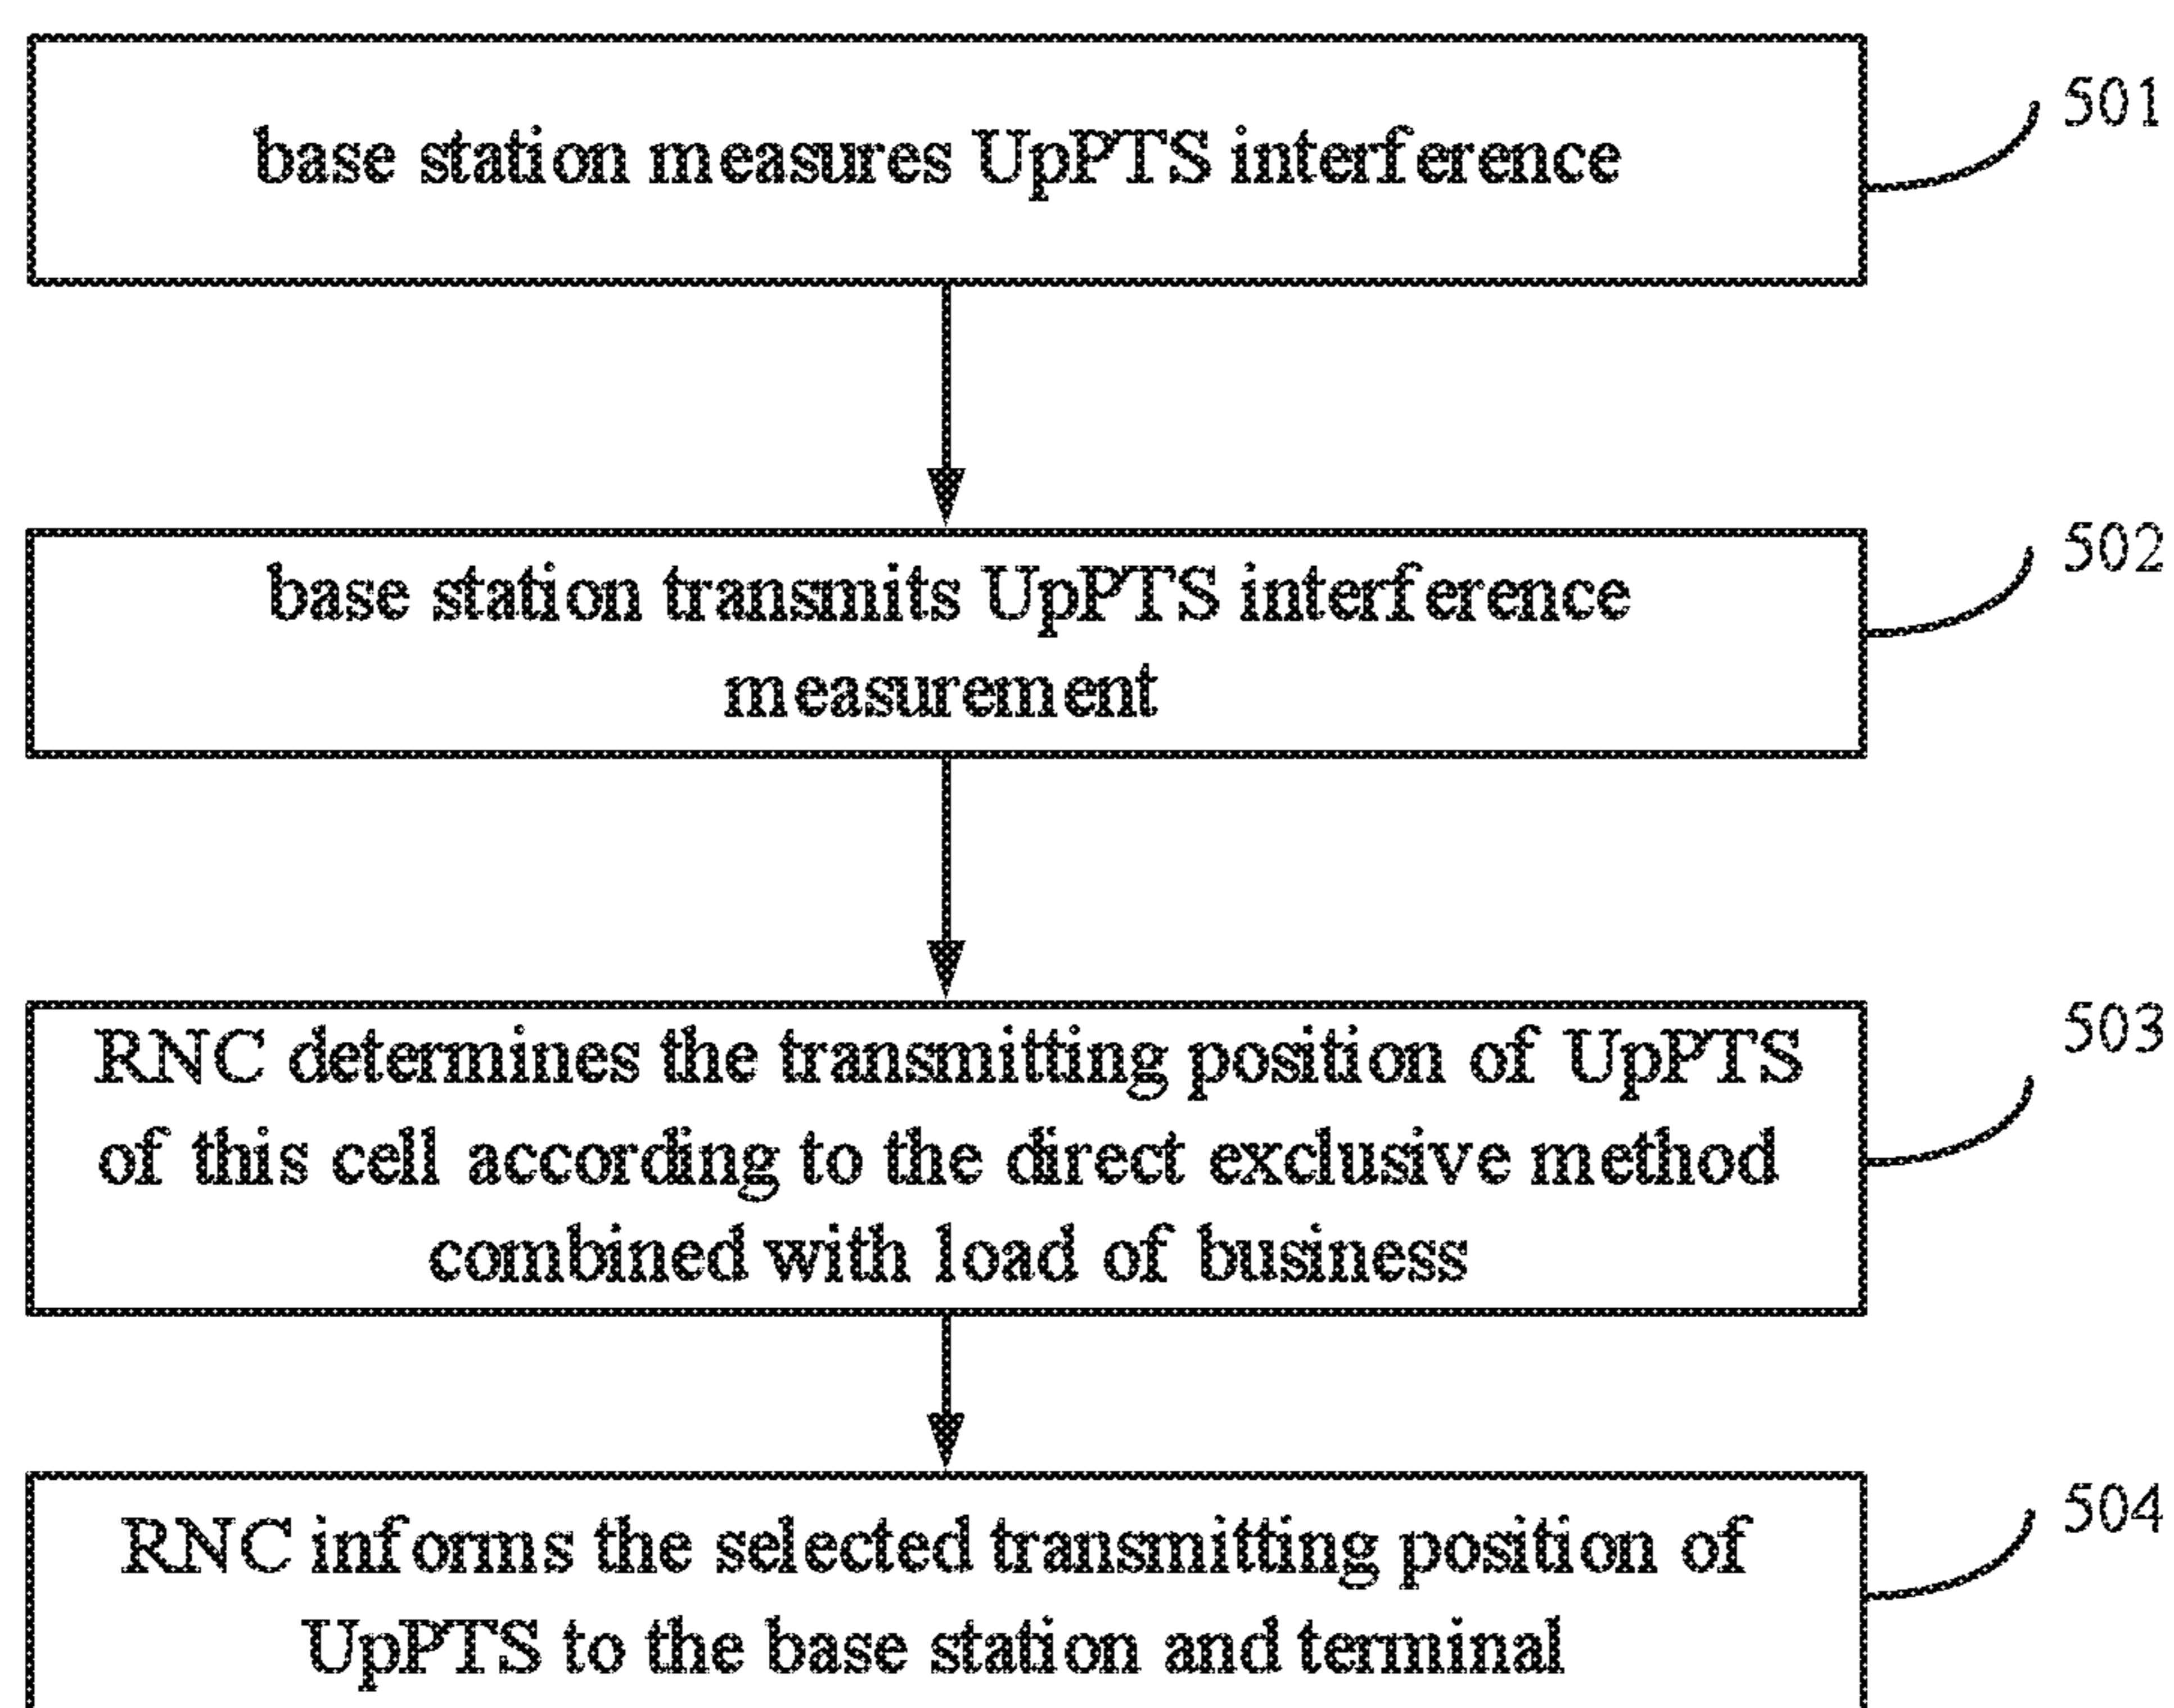 base station measures UpPTS interference
501
base station transmits UpPTS interference
measurement
502
RNC determines the transmitting position of UpPTS
of this cell according to the direct exclusive method
combined with load of business
503
RNC informs the selected transmitting position of
UpPTS to the base station and terminal
504